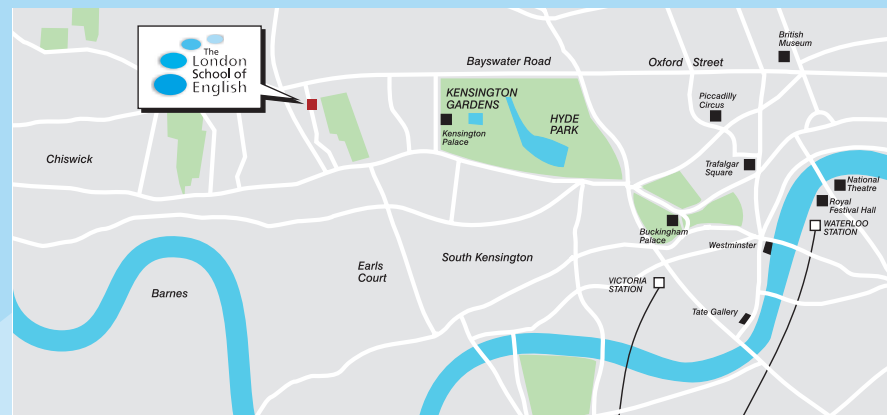 The
London
School of
English
British
Museum
Bayswater Road
Oxford Street
KENSINGTON
GARDENS
Piccadilly
Circus
HYDE
PARK
Kensington
Palace
Chiswick
Trafalgar
Square
National
Theatre
Royal
Festival Hall
WATERLOO
STATION
Buckingham
Palace
Westminster
South Kensington
Earls
Court
VICTORIA
STATION
Barnes
Tate Gallery